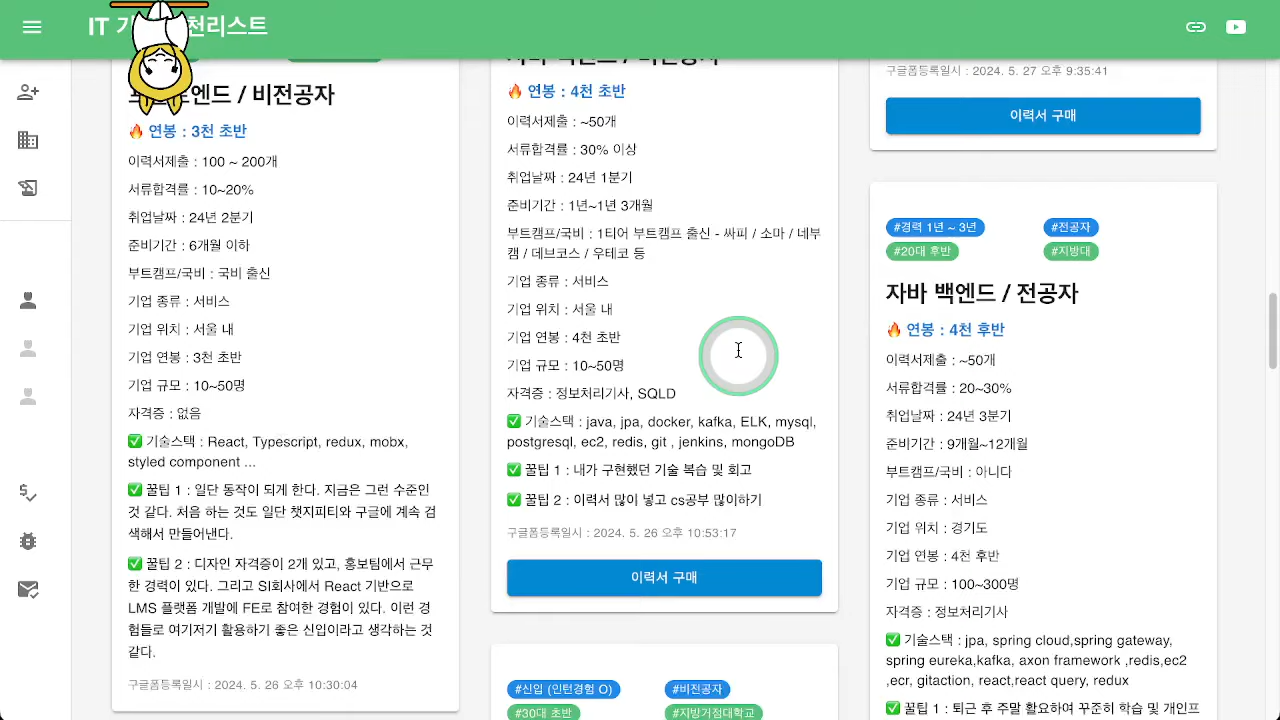 IT 기 천리스트
엔드 / 비전공자
🔥 연봉 : 3천 초반
이력서제출 : 100 ~ 200개
서류합격률 : 10~20%
취업날짜 : 24년 2분기
준비기간 : 6개월 이하
부트캠프/국비 : 국비 출신
기업 종류 : 서비스
기업 위치 : 서울 내
기업 연봉 : 3천 초반
기업 규모 : 10~50명
자격증 : 없음
✅ 기술스택 : React, Typescript, redux, mobx,
styled component ...
✅ 꿀팁 1 : 일단 동작이 되게 한다. 지금은 그런 수준인
것 같다. 처음 하는 것도 일단 챗지피티와 구글에 계속 검
색해서 만들어낸다.
✅ 꿀팁 2 : 디자인 자격증이 2개 있고, 홍보팀에서 근무
한 경력이 있다. 그리고 SI회사에서 React 기반으로
LMS 플랫폼 개발에 FE로 참여한 경험이 있다. 이런 경
험들로 여기저기 활용하기 좋은 신입이라고 생각하는 것
같다.
구글폼등록일시 : 2024. 5. 26 오후 10:30:04
자바 백엔드 / 비전공자
🔥 연봉 : 4천 초반
이력서제출 : ~50개
서류합격률 : 30% 이상
취업날짜 : 24년 1분기
준비기간 : 1년~1년 3개월
부트캠프/국비 : 1티어 부트캠프 출신 - 싸피 / 소마 / 네부
캠 / 데브코스 / 우테코 등
기업 종류 : 서비스
기업 위치 : 서울 내
기업 연봉 : 4천 초반
기업 규모 : 10~50명
자격증 : 정보처리기사, SQLD
✅ 기술스택 : java, jpa, docker, kafka, ELK, mysql,
postgresql, ec2, redis, git , jenkins, mongoDB
✅ 꿀팁 1 : 내가 구현했던 기술 복습 및 회고
✅ 꿀팁 2 : 이력서 많이 넣고 cs공부 많이하기
구글폼등록일시 : 2024. 5. 26 오후 10:53:17
이력서 구매
#신입 (인턴경험 O) #비전공자
#30대 초반 #지방거점대학교
구글폼등록일시 : 2024. 5. 27 오후 9:35:41
이력서 구매
#경력 1년 ~ 3년 #전공자
#20대 후반 #지방대
자바 백엔드 / 전공자
🔥 연봉 : 4천 후반
이력서제출 : ~50개
서류합격률 : 20~30%
취업날짜 : 24년 3분기
준비기간 : 9개월~12개월
부트캠프/국비 : 아니다
기업 종류 : 서비스
기업 위치 : 경기도
기업 연봉 : 4천 후반
기업 규모 : 100~300명
자격증 : 정보처리기사
✅ 기술스택 : jpa, spring cloud,spring gateway,
spring eureka,kafka, axon framework ,redis,ec2
,ecr, gitaction, react,react query, redux
✅ 꿀팁 1 : 퇴근 후 주말 활요하여 꾸준히 학습 및 개인프